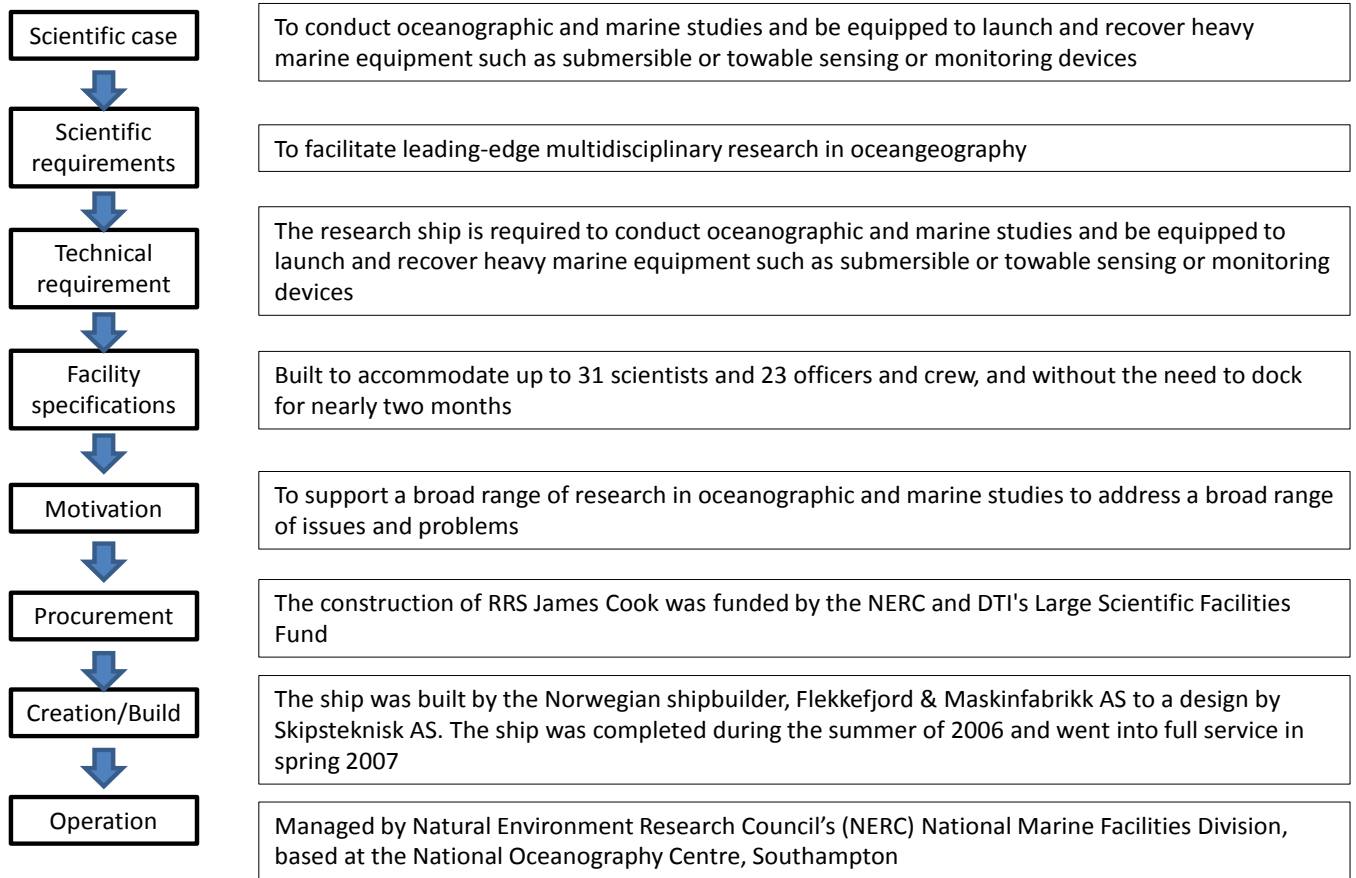 Scientific case
To conduct oceanographic and marine studies and be equipped to launch and recover heavy
marine equipment such as submersible or towable sensing or monitoring devices
Scientific
requirements
To facilitate leading-edge multidisciplinary research in oceangeography
Technical
requirement
The research ship is required to conduct oceanographic and marine studies and be equipped to
launch and recover heavy marine equipment such as submersible or towable sensing or monitoring
devices
Facility
specifications
Built to accommodate up to 31 scientists and 23 officers and crew, and without the need to dock
for nearly two months
Motivation
To support a broad range of research in oceanographic and marine studies to address a broad range
of issues and problems
Procurement
The construction of RRS James Cook was funded by the NERC and DTI's Large Scientific Facilities
Fund
Creation/Build
The ship was built by the Norwegian shipbuilder, Flekkefjord & Maskinfabrikk AS to a design by
Skipsteknisk AS. The ship was completed during the summer of 2006 and went into full service in
spring 2007
Operation
Managed by Natural Environment Research Council’s (NERC) National Marine Facilities Division,
based at the National Oceanography Centre, Southampton